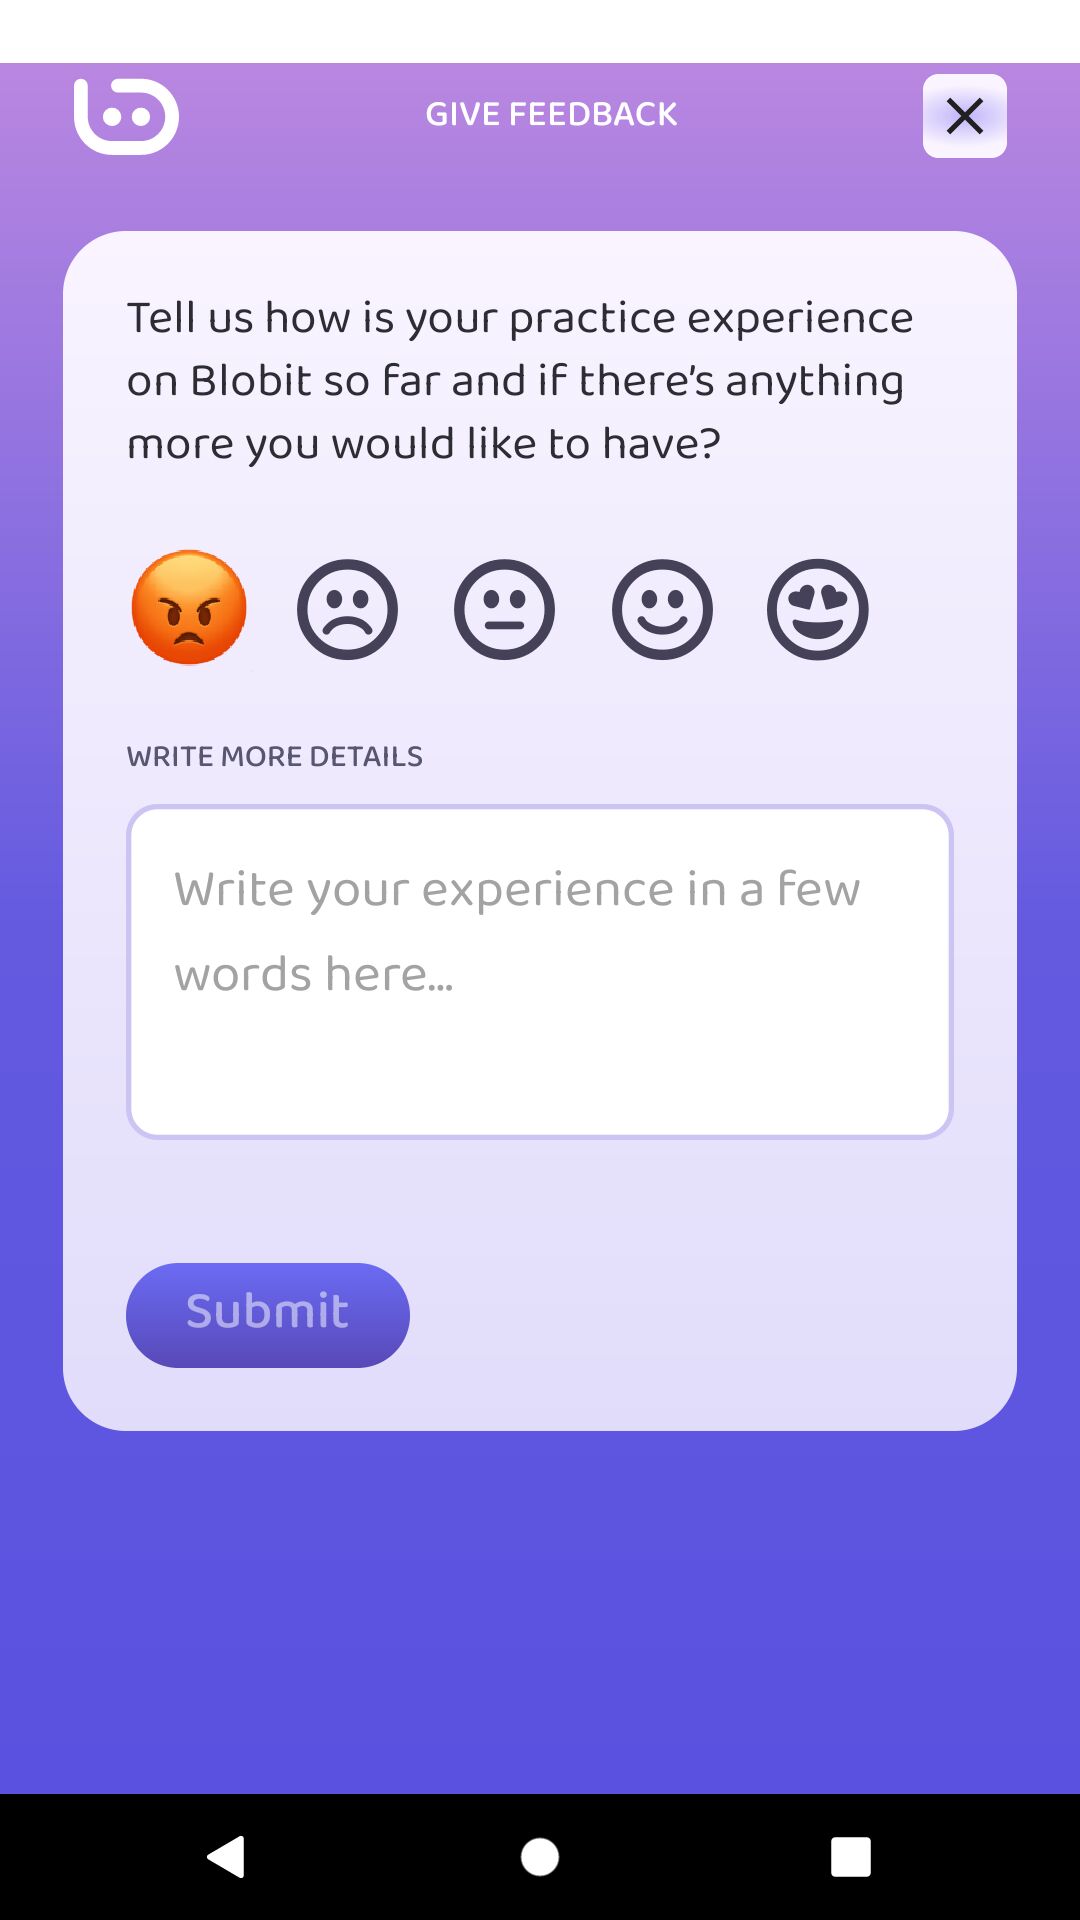 GIVE FEEDBACK
Tell us how is your practice experience
on Blobit so far and if there's anything
more you would like to have?
WRITE MORE DETAILS
Write your experience in a few
words here...
Submit